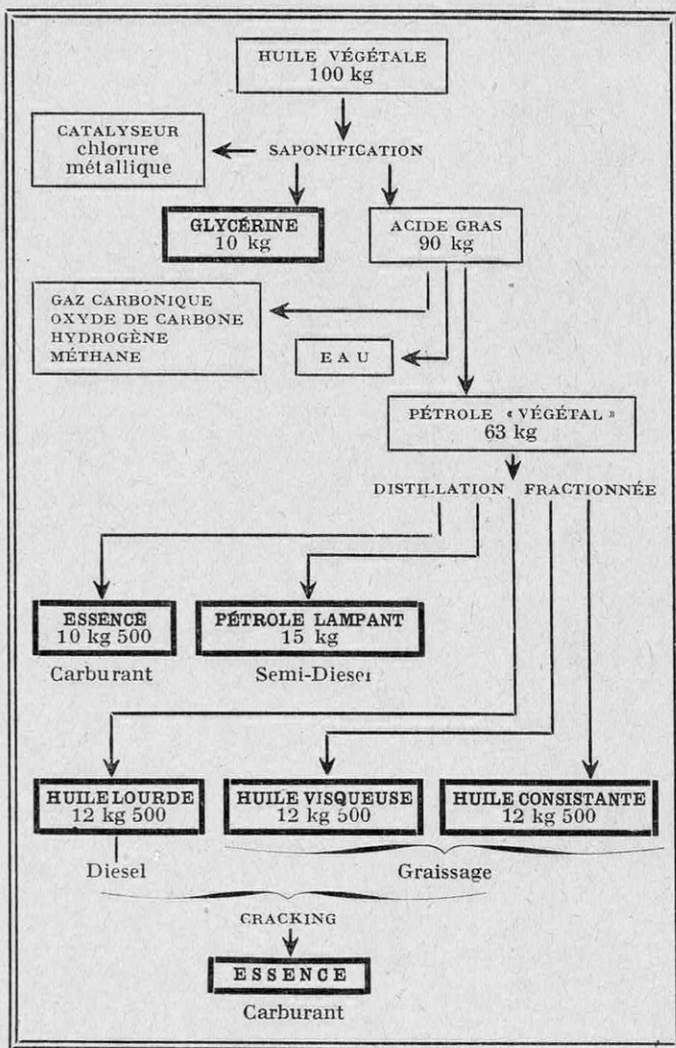 HUILE VÉGÉTALE
100 kg
CATALYSEUR
chlorure
métallique
SAPONIFICATION
GLYCÉRINE
10 kg
ACIDE GRAS
90 kg
GAZ CARBONIQUE
OXYDE DE CARBONE
HYDROGÈNE
MÉTHANE
EAU
PÉTROLE « VÉGÉTAL »
63 kg
DISTILLATION FRACTIONNÉE
ESSENCE
10 kg 500
Carburant
PÉTROLE LAMPANT
15 kg
Semi-Diesel
HUILE LOURDE
12 kg 500
Diesel
HUILE VISQUEUSE
12 kg 500
HUILE CONSISTANTE
12 kg 500
Graissage
CRACKING
ESSENCE
Carburant